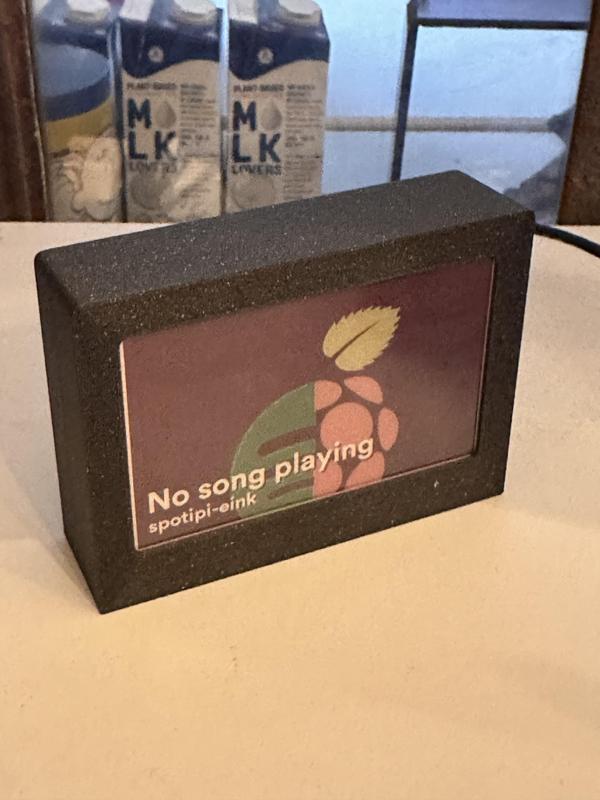 PLANT-BASED
M
LK
LOVERS
PLANT-BASED
M
LK
LOVERS
No song playing
spotipi-eink